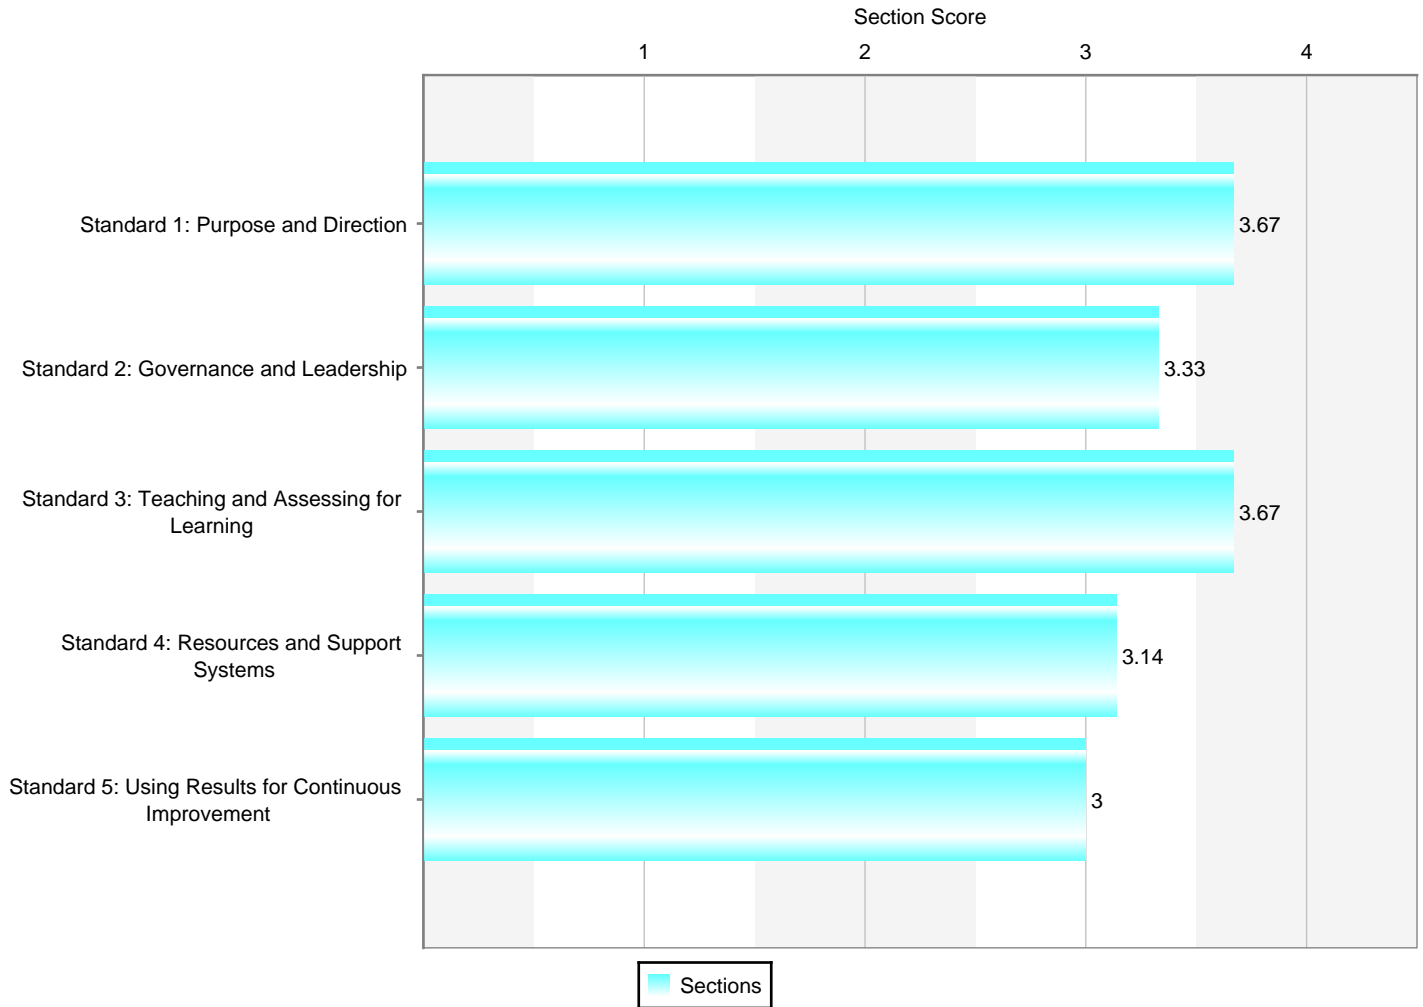 Section Score
1 2 3 4
Standard 1: Purpose and Direction
3.67
Standard 2: Governance and Leadership
3.33
Standard 3: Teaching and Assessing for
Learning
3.67
Standard 4: Resources and Support
Systems
3.14
Standard 5: Using Results for Continuous
Improvement
3
Sections